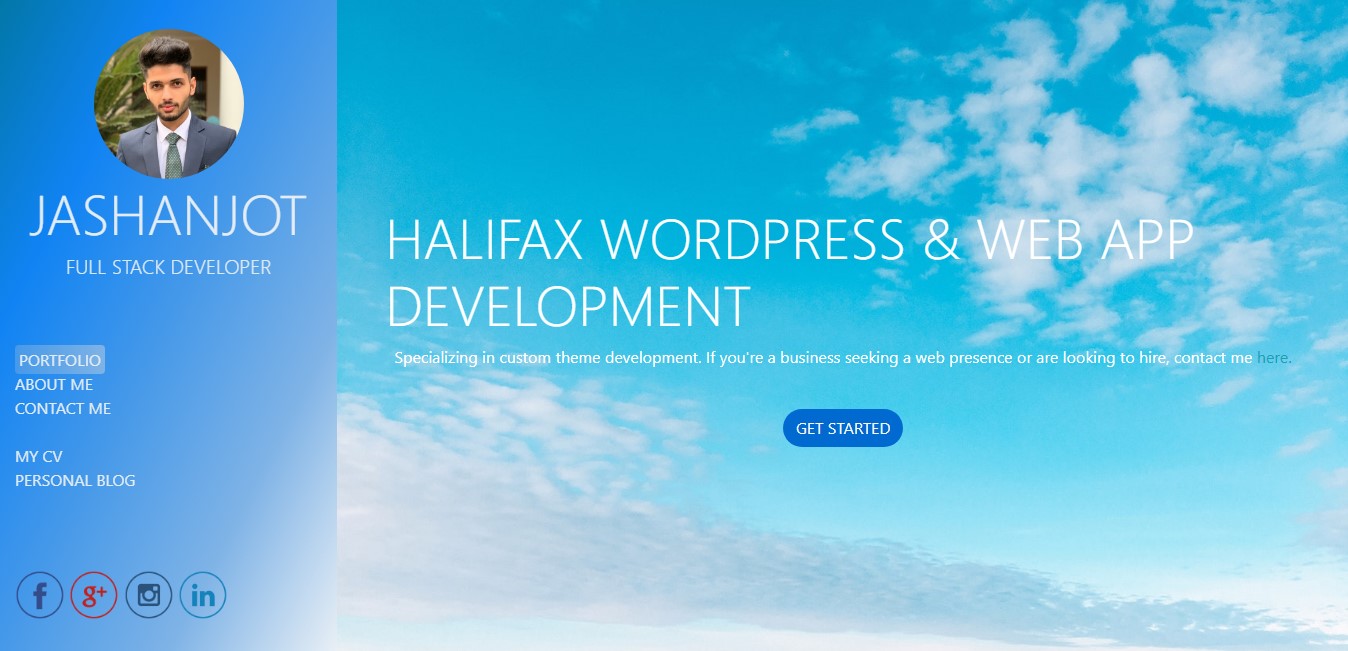 JASHANJOT
FULL STACK DEVELOPER
PORTFOLIO
ABOUT ME
CONTACT ME
MY CV
PERSONAL BLOG
f
g+
in
HALIFAX WORDPRESS & WEB APP
DEVELOPMENT
Specializing in custom theme development. If you're a business seeking a web presence or are looking to hire, contact me here.
GET STARTED